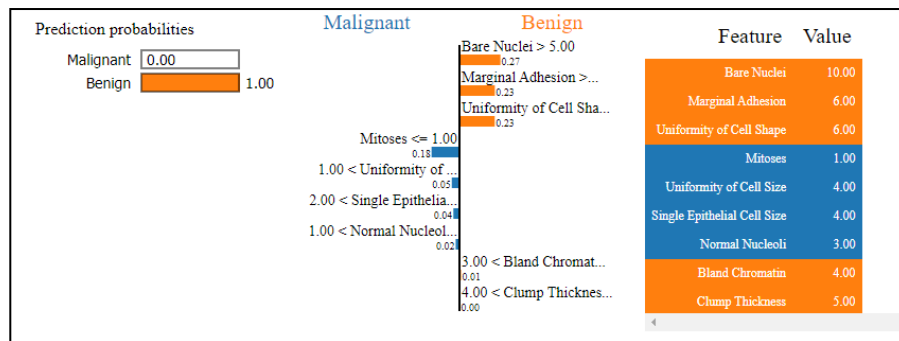 Prediction probabilities
Malignant 0.00
Benign 1.00
Malignant Benign
Bare Nuclei > 5.00
0.27
Marginal Adhesion >...
0.23
Uniformity of Cell Sha...
0.23
Mitoses <= 1.00
0.18
1.00 < Uniformity of ...
0.05
2.00 < Single Epithelia...
0.04
1.00 < Normal Nucleol...
0.02
3.00 < Bland Chromat...
0.01
4.00 < Clump Thicknes...
0.00
Feature Value
Bare Nuclei 10.00
Marginal Adhesion 6.00
Uniformity of Cell Shape 6.00
Mitoses 1.00
Uniformity of Cell Size 4.00
Single Epithelial Cell Size 4.00
Normal Nucleoli 3.00
Bland Chromatin 4.00
Clump Thickness 5.00